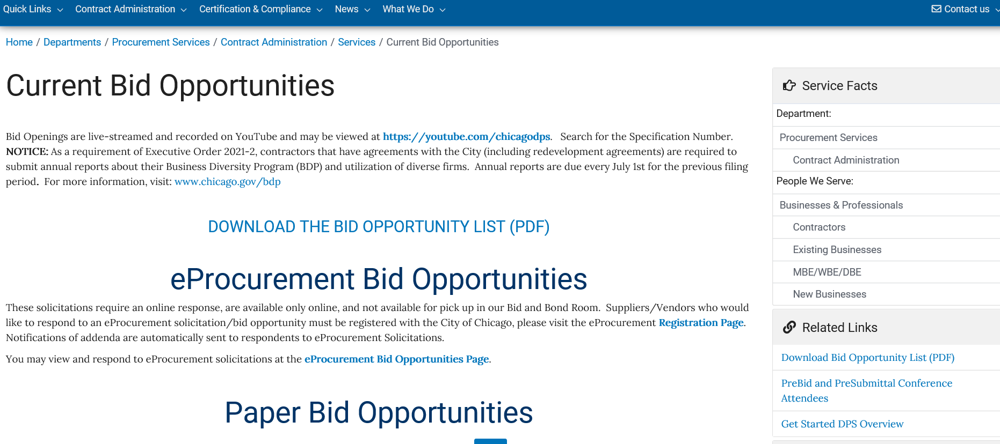 Quick Links
Contract Administration
Certification & Compliance
News
What We Do
Contact us
Home / Departments / Procurement Services / Contract Administration / Services / Current Bid Opportunities
Current Bid Opportunities
Bid Openings are live-streamed and recorded on YouTube and may be viewed at https://youtube.com/chicagodps.   Search for the Specification Number.
NOTICE: As a requirement of Executive Order 2021-2, contractors that have agreements with the City (including redevelopment agreements) are required to
submit annual reports about their Business Diversity Program (BDP) and utilization of diverse firms.  Annual reports are due every July 1st for the previous filing
period.  For more information, visit: www.chicago.gov/bdp
DOWNLOAD THE BID OPPORTUNITY LIST (PDF)
eProcurement Bid Opportunities
These solicitations require an online response, are available only online, and not available for pick up in our Bid and Bond Room.  Suppliers/Vendors who would
like to respond to an eProcurement solicitation/bid opportunity must be registered with the City of Chicago, please visit the eProcurement Registration Page.
Notifications of addenda are automatically sent to respondents to eProcurement Solicitations.
You may view and respond to eProcurement solicitations at the eProcurement Bid Opportunities Page.
Paper Bid Opportunities
Service Facts
Department:
Procurement Services
Contract Administration
People We Serve:
Businesses & Professionals
Contractors
Existing Businesses
MBE/WBE/DBE
New Businesses
Related Links
Download Bid Opportunity List (PDF)
PreBid and PreSubmittal Conference
Attendees
Get Started DPS Overview